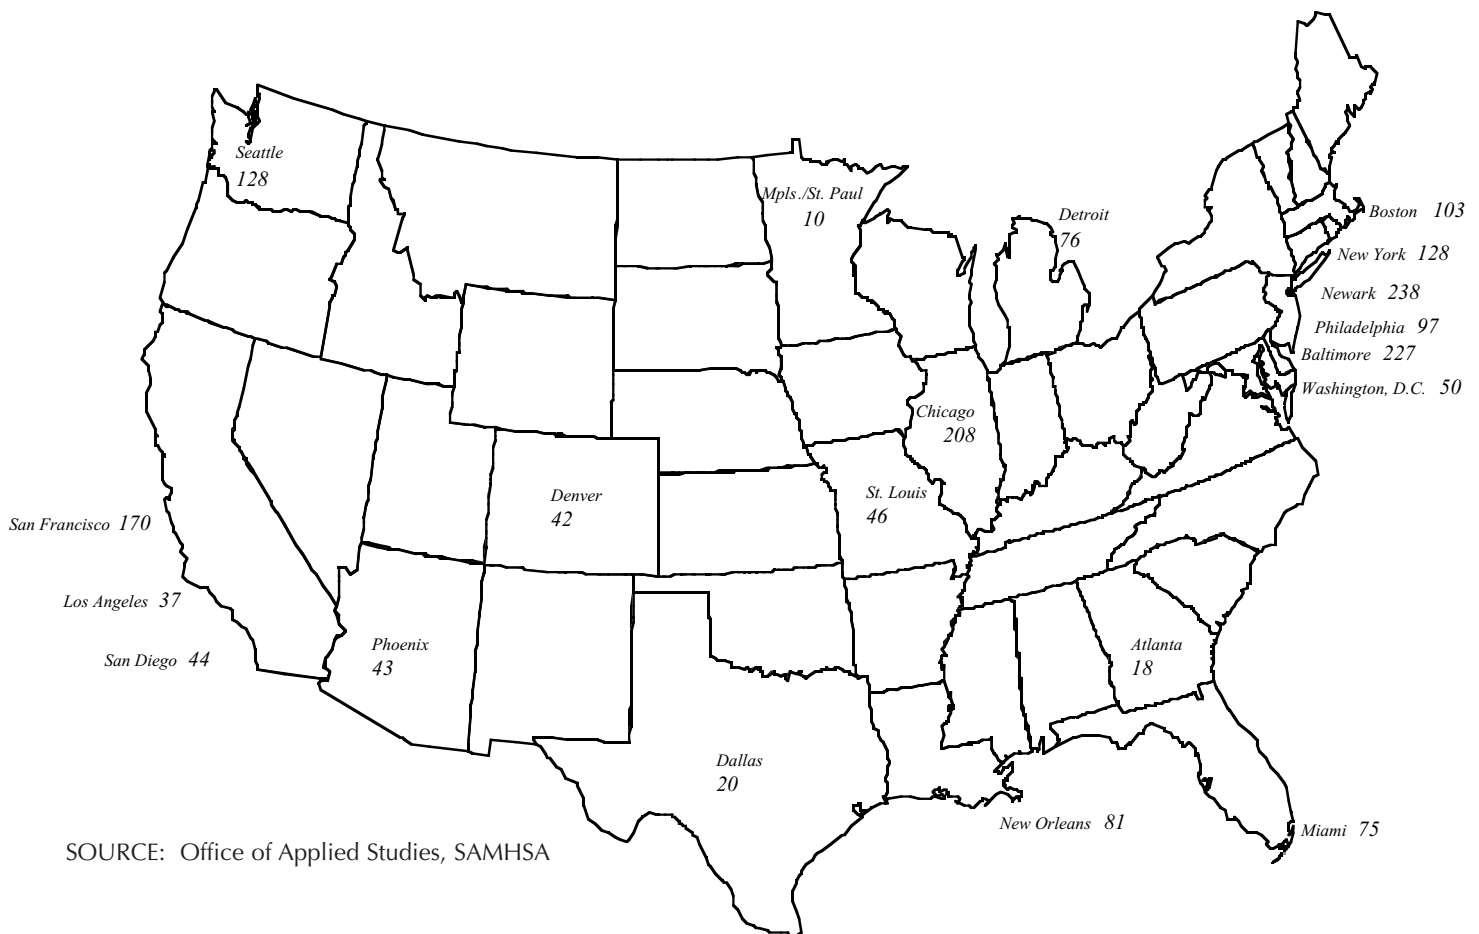 Seattle
128
Mpls./St. Paul
10
Detroit
76
Boston 103
New York 128
Newark 238
Philadelphia 97
Baltimore 227
Washington, D.C. 50
Chicago
208
St. Louis
46
Denver
42
San Francisco 170
Los Angeles 37
San Diego 44
Phoenix
43
Atlanta
18
Dallas
20
New Orleans 81
Miami 75
SOURCE: Office of Applied Studies, SAMHSA